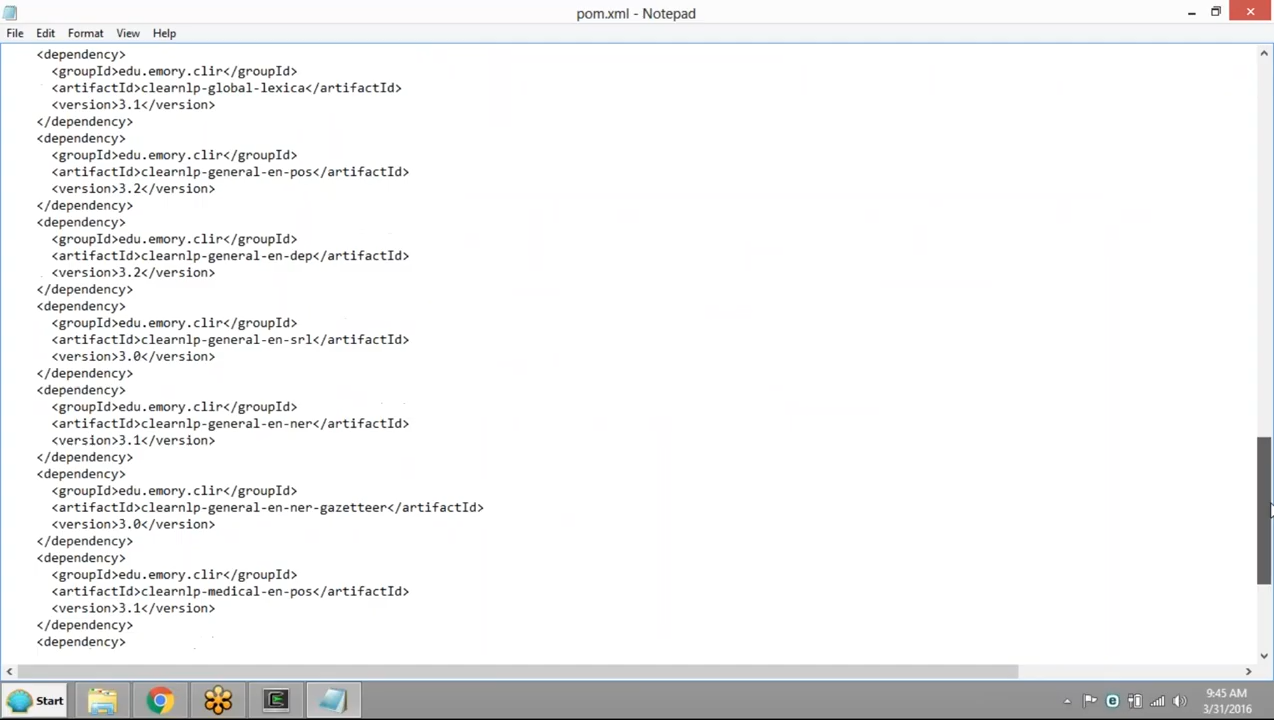 pom.xml - Notepad
File Edit Format View Help
<dependency>
<groupId>edu.emory.clir</groupId>
<artifactId>clearnlp-global-lexica</artifactId>
<version>3.1</version>
</dependency>
<dependency>
<groupId>edu.emory.clir</groupId>
<artifactId>clearnlp-general-en-pos</artifactId>
<version>3.2</version>
</dependency>
<dependency>
<groupId>edu.emory.clir</groupId>
<artifactId>clearnlp-general-en-dep</artifactId>
<version>3.2</version>
</dependency>
<dependency>
<groupId>edu.emory.clir</groupId>
<artifactId>clearnlp-general-en-srl</artifactId>
<version>3.0</version>
</dependency>
<dependency>
<groupId>edu.emory.clir</groupId>
<artifactId>clearnlp-general-en-ner</artifactId>
<version>3.1</version>
</dependency>
<dependency>
<groupId>edu.emory.clir</groupId>
<artifactId>clearnlp-general-en-ner-gazetteer</artifactId>
<version>3.0</version>
</dependency>
<dependency>
<groupId>edu.emory.clir</groupId>
<artifactId>clearnlp-medical-en-pos</artifactId>
<version>3.1</version>
</dependency>
<dependency>
Start
9:45 AM
3/31/2016